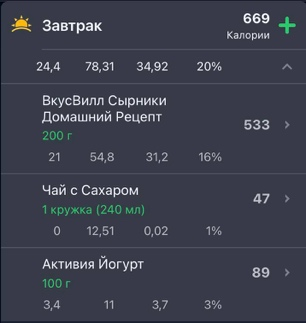 Завтрак
669
Калории
24,4 78,31 34,92 20%
ВкусВилл Сырники
Домашний Рецепт
200 г
533
21 54,8 31,2 16%
Чай с Сахаром
1 кружка (240 мл)
47
0 12,51 0,02 1%
Активия Йогурт
100 г
89
3,4 11 3,7 3%